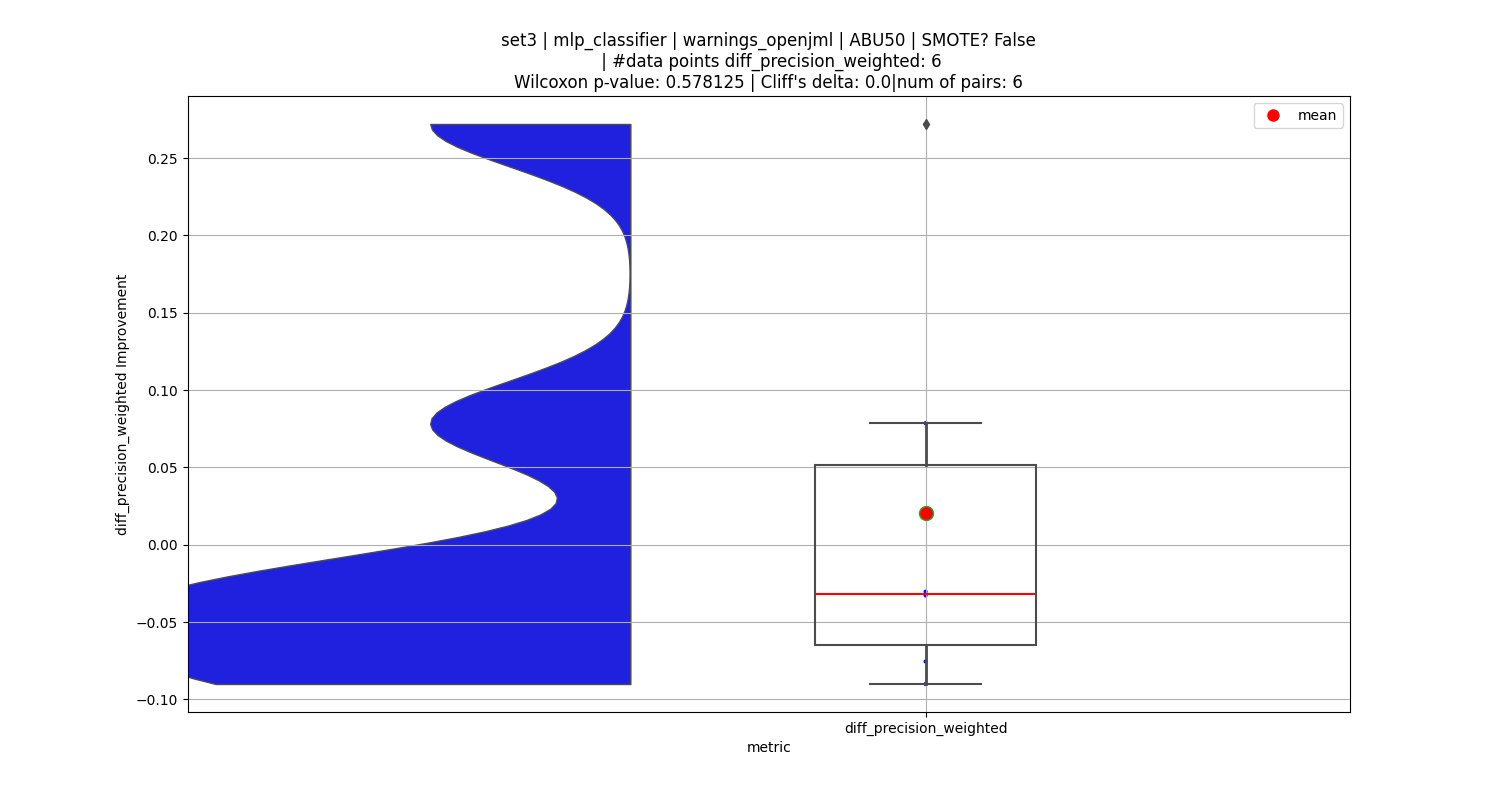 set3 | mlp_classifier | warnings_openjml | ABU50 | SMOTE? False
| #data points diff_precision_weighted: 6
Wilcoxon p-value: 0.578125 | Cliff's delta: 0.0|num of pairs: 6
mean
diff_precision_weighted Improvement
0.25
0.20
0.15
0.10
0.05
0.00
−0.05
−0.10
diff_precision_weighted
metric